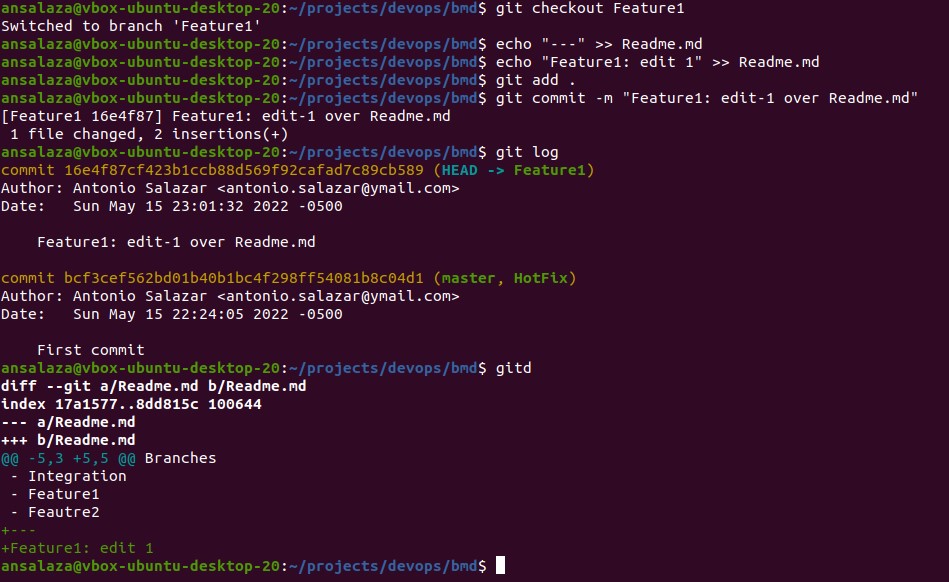 ansalaza@vbox-ubuntu-desktop-20:~/projects/devops/bmd$ git checkout Feature1
Switched to branch 'Feature1'
ansalaza@vbox-ubuntu-desktop-20:~/projects/devops/bmd$ echo "---" >> Readme.md
ansalaza@vbox-ubuntu-desktop-20:~/projects/devops/bmd$ echo "Feature1: edit 1" >> Readme.md
ansalaza@vbox-ubuntu-desktop-20:~/projects/devops/bmd$ git add .
ansalaza@vbox-ubuntu-desktop-20:~/projects/devops/bmd$ git commit -m "Feature1: edit-1 over Readme.md"
[Feature1 16e4f87] Feature1: edit-1 over Readme.md
 1 file changed, 2 insertions(+)
ansalaza@vbox-ubuntu-desktop-20:~/projects/devops/bmd$ git log
commit 16e4f87cf423b1ccb88d569f92cafad7c89cb589 (HEAD -> Feature1)
Author: Antonio Salazar <antonio.salazar@ymail.com>
Date:   Sun May 15 23:01:32 2022 -0500

    Feature1: edit-1 over Readme.md

commit bcf3cef562bd01b40b1bc4f298ff54081b8c04d1 (master, HotFix)
Author: Antonio Salazar <antonio.salazar@ymail.com>
Date:   Sun May 15 22:24:05 2022 -0500

    First commit
ansalaza@vbox-ubuntu-desktop-20:~/projects/devops/bmd$ gitd
diff --git a/Readme.md b/Readme.md
index 17a1577..8dd815c 100644
--- a/Readme.md
+++ b/Readme.md
@@ -5,3 +5,5 @@ Branches
 - Integration
 - Feature1
 - Feautre2
+---
+Feature1: edit 1
ansalaza@vbox-ubuntu-desktop-20:~/projects/devops/bmd$